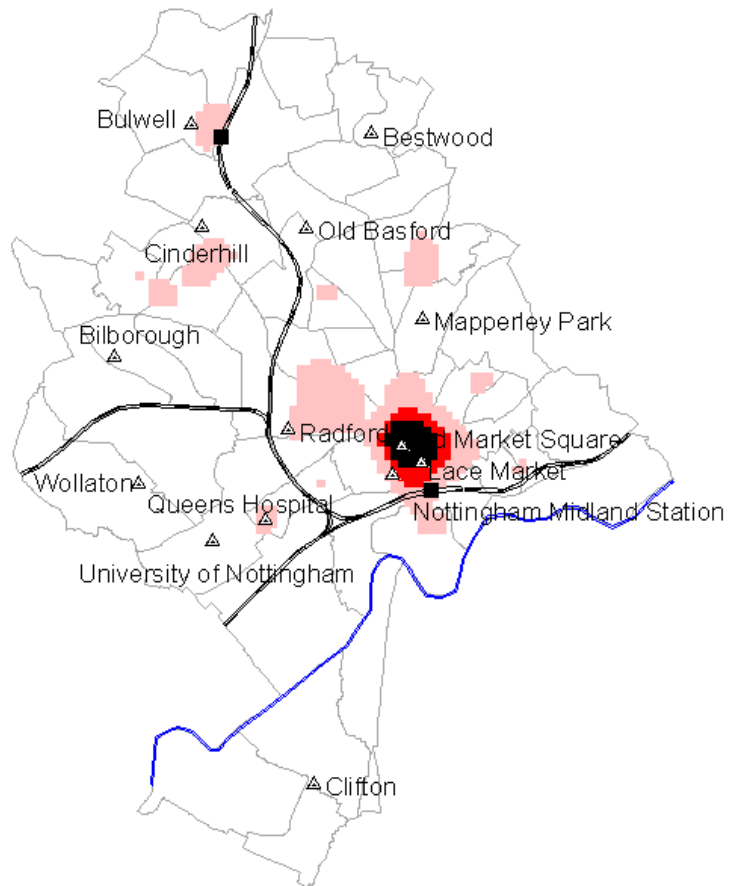 Bulwell
Bestwood
Old Basford
Cinderhill
Mapperley Park
Bilborough
Radford
Market Square
Lace Market
Wollaton
Queens Hospital
Nottingham Midland Station
University of Nottingham
Clifton